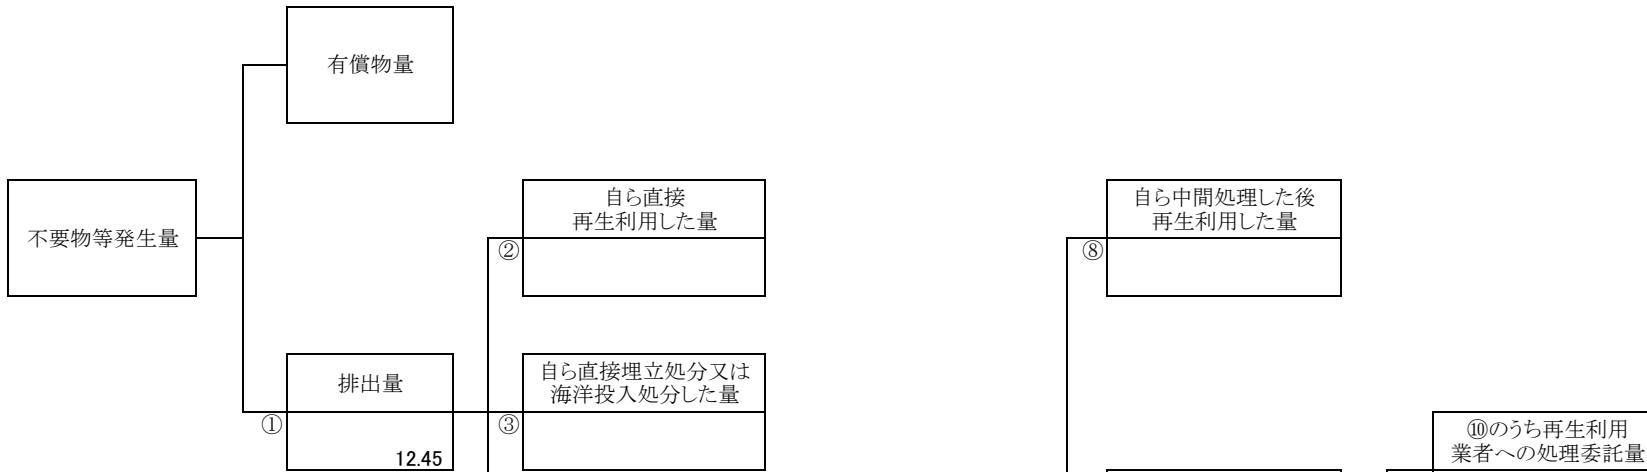 有償物量
不要物等発生量
自ら直接
再生利用した量
②
自ら中間処理した後
再生利用した量
⑧
排出量
①
12.45
自ら直接埋立処分又は
海洋投入処分した量
③
⑩のうち再生利用
業者への処理委託量